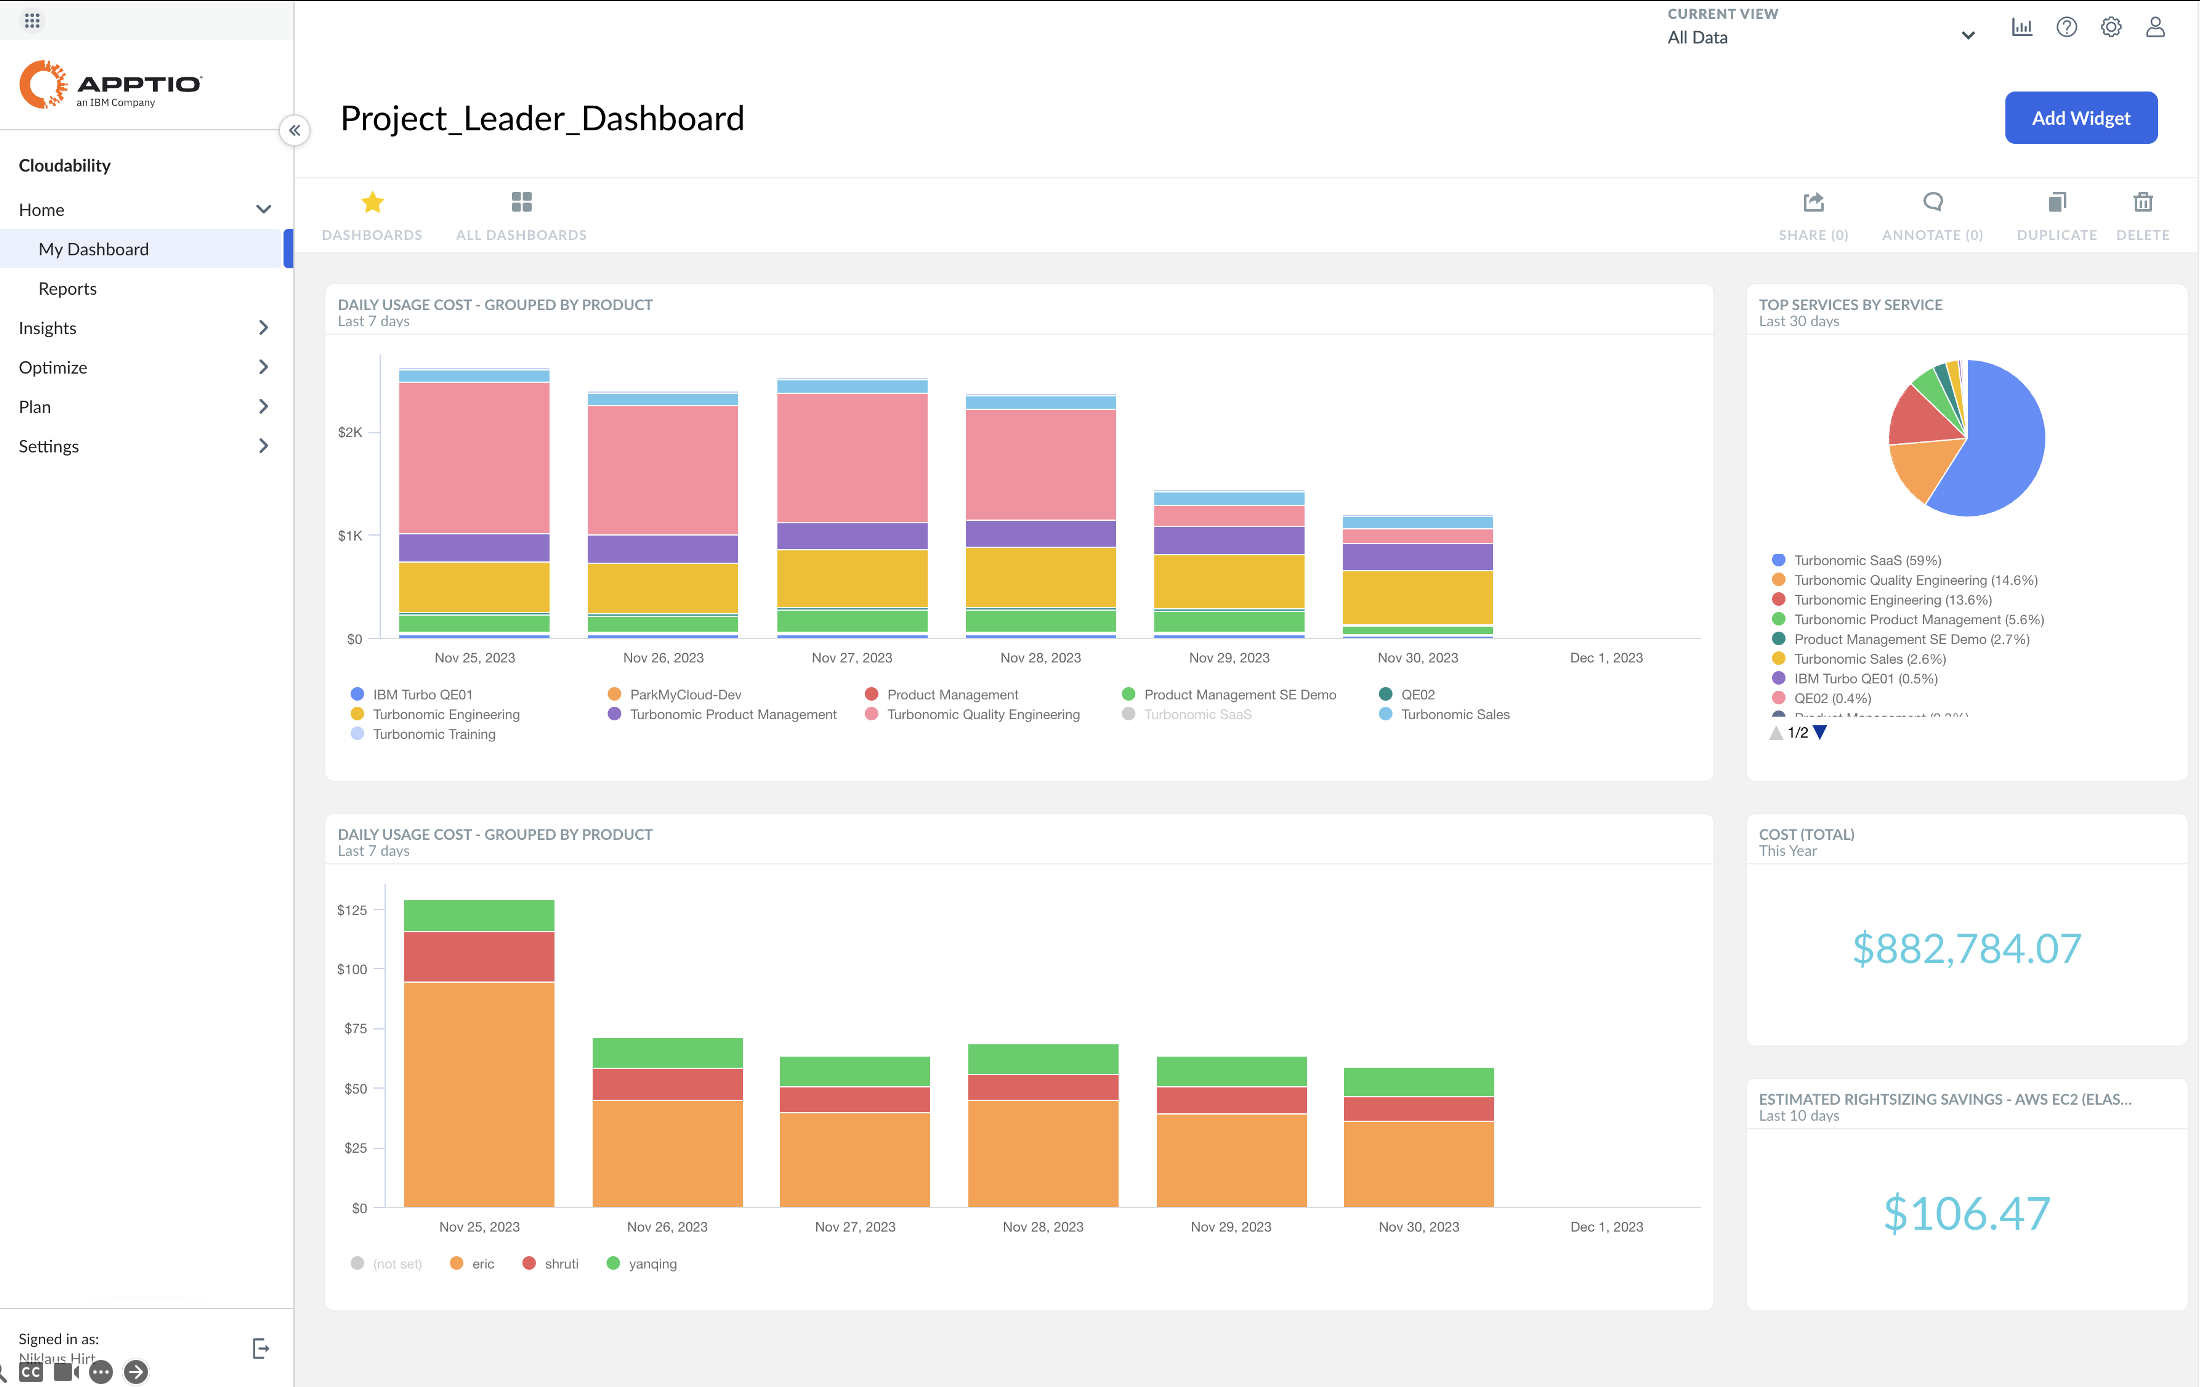 CURRENT VIEW
All Data
APPTIO
an IBM Company
Project_Leader_Dashboard
Add Widget
Cloudability
Home
My Dashboard
Reports
Insights
Optimize
Plan
Settings
DASHBOARDS
ALL DASHBOARDS
SHARE (0)
ANNOTATE (0)
DUPLICATE
DELETE
DAILY USAGE COST - GROUPED BY PRODUCT
Last 7 days
$2K
$1K
$0
Nov 25, 2023
Nov 26, 2023
Nov 27, 2023
Nov 28, 2023
Nov 29, 2023
Nov 30, 2023
Dec 1, 2023
IBM Turbo QE01
ParkMyCloud-Dev
Product Management
Product Management SE Demo
QE02
Turbonomic Engineering
Turbonomic Product Management
Turbonomic Quality Engineering
Turbonomic SaaS
Turbonomic Sales
Turbonomic Training
TOP SERVICES BY SERVICE
Last 30 days
Turbonomic SaaS (59%)
Turbonomic Quality Engineering (14.6%)
Turbonomic Engineering (13.6%)
Turbonomic Product Management (5.6%)
Product Management SE Demo (2.7%)
Turbonomic Sales (2.6%)
IBM Turbo QE01 (0.5%)
QE02 (0.4%)
Product Management
1/2
DAILY USAGE COST - GROUPED BY PRODUCT
Last 7 days
$125
$100
$75
$50
$25
$0
Nov 25, 2023
Nov 26, 2023
Nov 27, 2023
Nov 28, 2023
Nov 29, 2023
Nov 30, 2023
Dec 1, 2023
(not set)
eric
shruti
yanqing
COST (TOTAL)
This Year
$882,784.07
ESTIMATED RIGHTSIZING SAVINGS - AWS EC2 (ELAS...
Last 10 days
$106.47
Signed in as:
Niklaus Hirt
CC